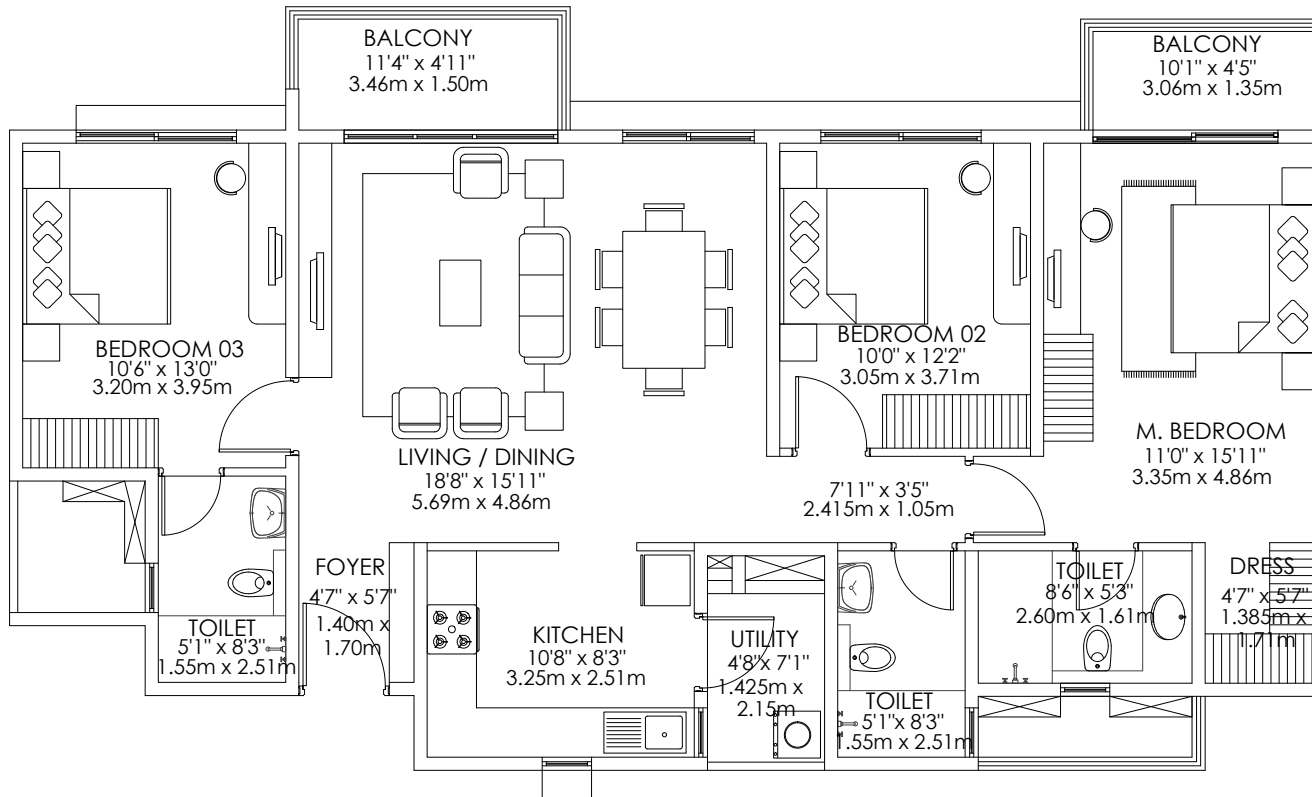 BALCONY
11'4" x 4'11"
3.46m x 1.50m
BALCONY
10'1" x 4'5"
3.06m x 1.35m
BEDROOM 03
10'6" x 13'0"
3.20m x 3.95m
BEDROOM 02
10'0" x 12'2"
3.05m x 3.71m
LIVING / DINING
18'8" x 15'11"
5.69m x 4.86m
M. BEDROOM
11'0" x 15'11"
3.35m x 4.86m
7'11" x 3'5"
2.415m x 1.05m
FOYER
4'7" x 5'7"
1.40m x
1.70m
TOILET
5'1" x 8'3"
1.55m x 2.51m
KITCHEN
10'8" x 8'3"
3.25m x 2.51m
UTILITY
4'8"x 7'1"
1.425m x
2.15m
TOILET
5'1"x 8'3"
1.55m x 2.51m
TOILET
8'6" x 5'3"
2.60m x 1.61m
DRESS
4'7" x 5'7"
1.385m x
1.71m